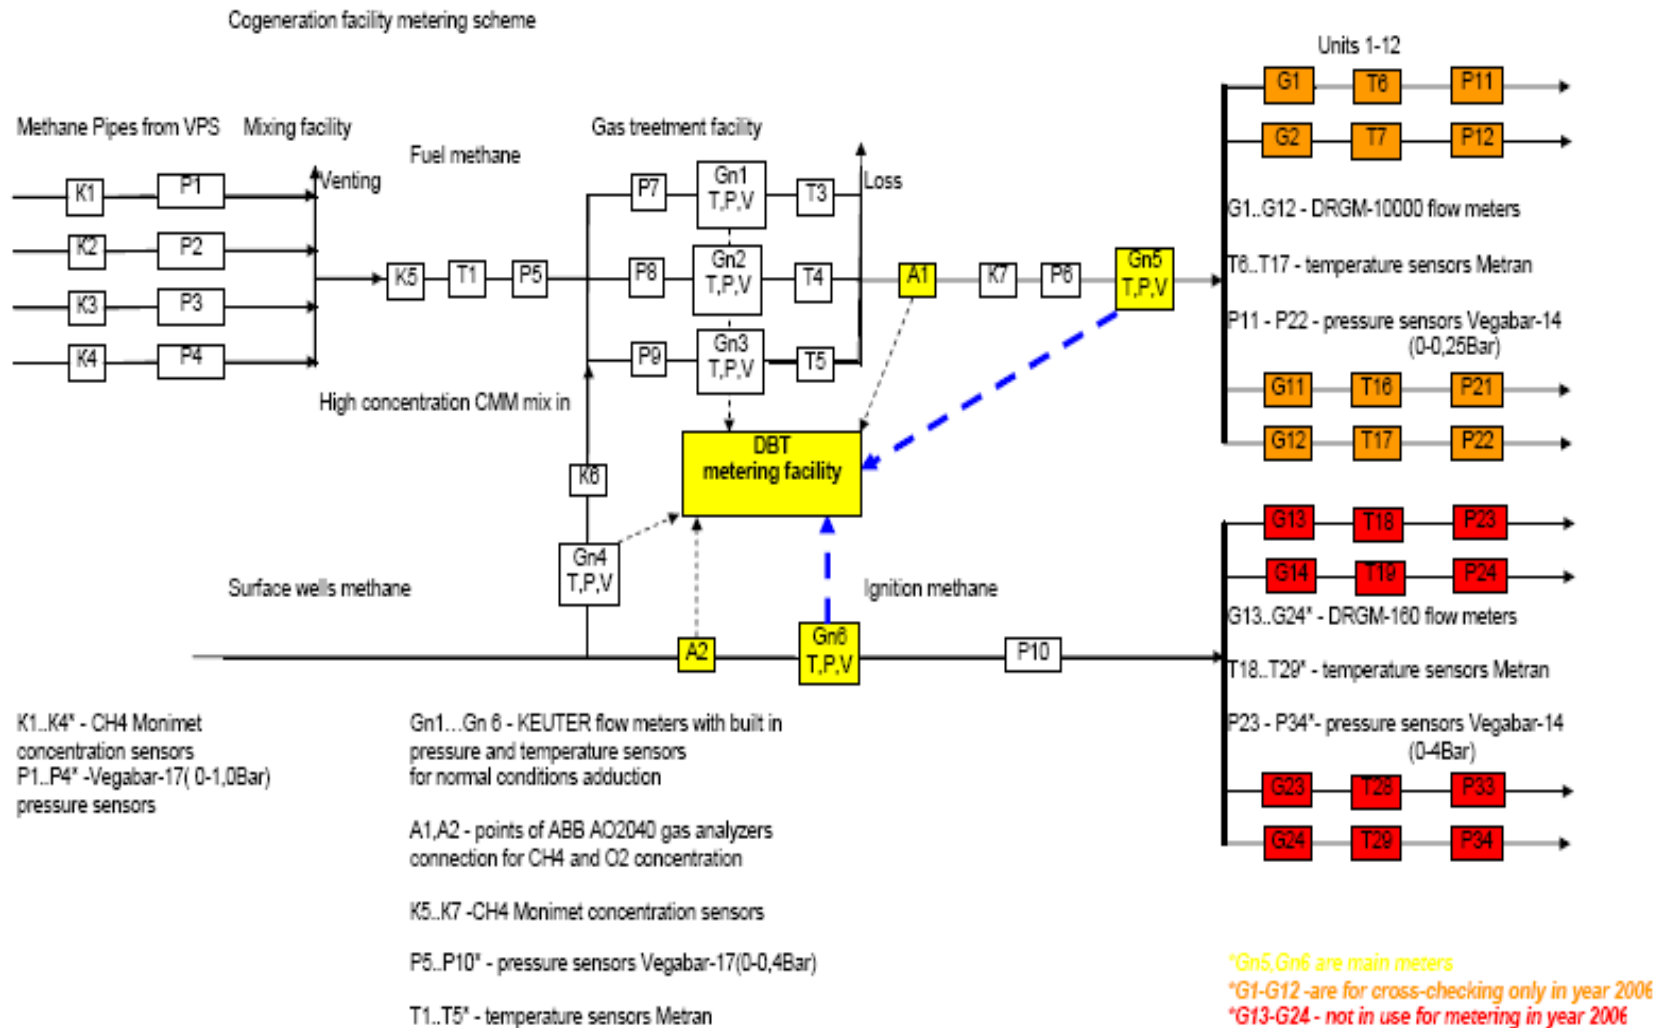 Cogeneration facility metering scheme
Units 1-12
Methane Pipes from VPS
Mixing facility
Gas treetment facility
Fuel methane
Venting
Loss
K1
P1
K2
P2
K3
P3
K4
P4
K5
T1
P5
P7
Gn1
T,P,V
T3
P8
Gn2
T,P,V
T4
P9
Gn3
T,P,V
T5
A1
K7
P6
Gn5
T,P,V
G1
T6
P11
G2
T7
P12
G1..G12 - DRGM-10000 flow meters
T6..T17 - temperature sensors Metran
P11 - P22 - pressure sensors Vegabar-14
(0-0,25Bar)
G11
T16
P21
G12
T17
P22
High concentration CMM mix in
DBT
metering facility
K6
Gn4
T,P,V
Surface wells methane
Ignition methane
A2
Gn6
T,P,V
P10
G13
T18
P23
G14
T19
P24
G13..G24* - DRGM-160 flow meters
T18..T29* - temperature sensors Metran
P23 - P34*- pressure sensors Vegabar-14
(0-4Bar)
G23
T28
P33
G24
T29
P34
K1..K4* - CH4 Monimet
concentration sensors
P1..P4* -Vegabar-17( 0-1,0Bar)
pressure sensors
Gn1...Gn 6 - KEUTER flow meters with built in
pressure and temperature sensors
for normal conditions adduction
A1,A2 - points of ABB AO2040 gas analyzers
connection for CH4 and O2 concentration
K5..K7 -CH4 Monimet concentration sensors
P5..P10* - pressure sensors Vegabar-17(0-0,4Bar)
T1..T5* - temperature sensors Metran
*Gn5,Gn6 are main meters
*G1-G12 -are for cross-checking only in year 2006
*G13-G24 - not in use for metering in year 2006